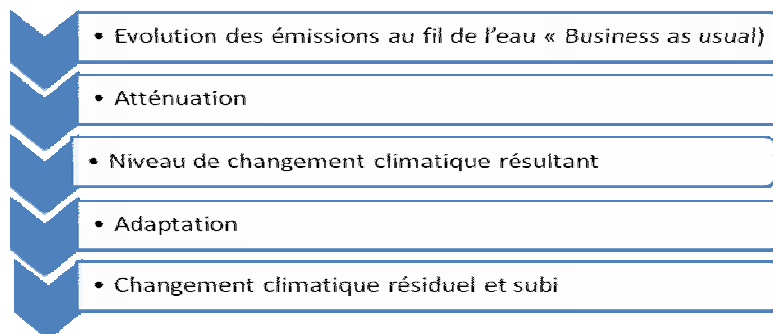 • Evolution des émissions au fil de l’eau « Business as usual)
• Atténuation
• Niveau de changement climatique résultant
• Adaptation
• Changement climatique résiduel et subi